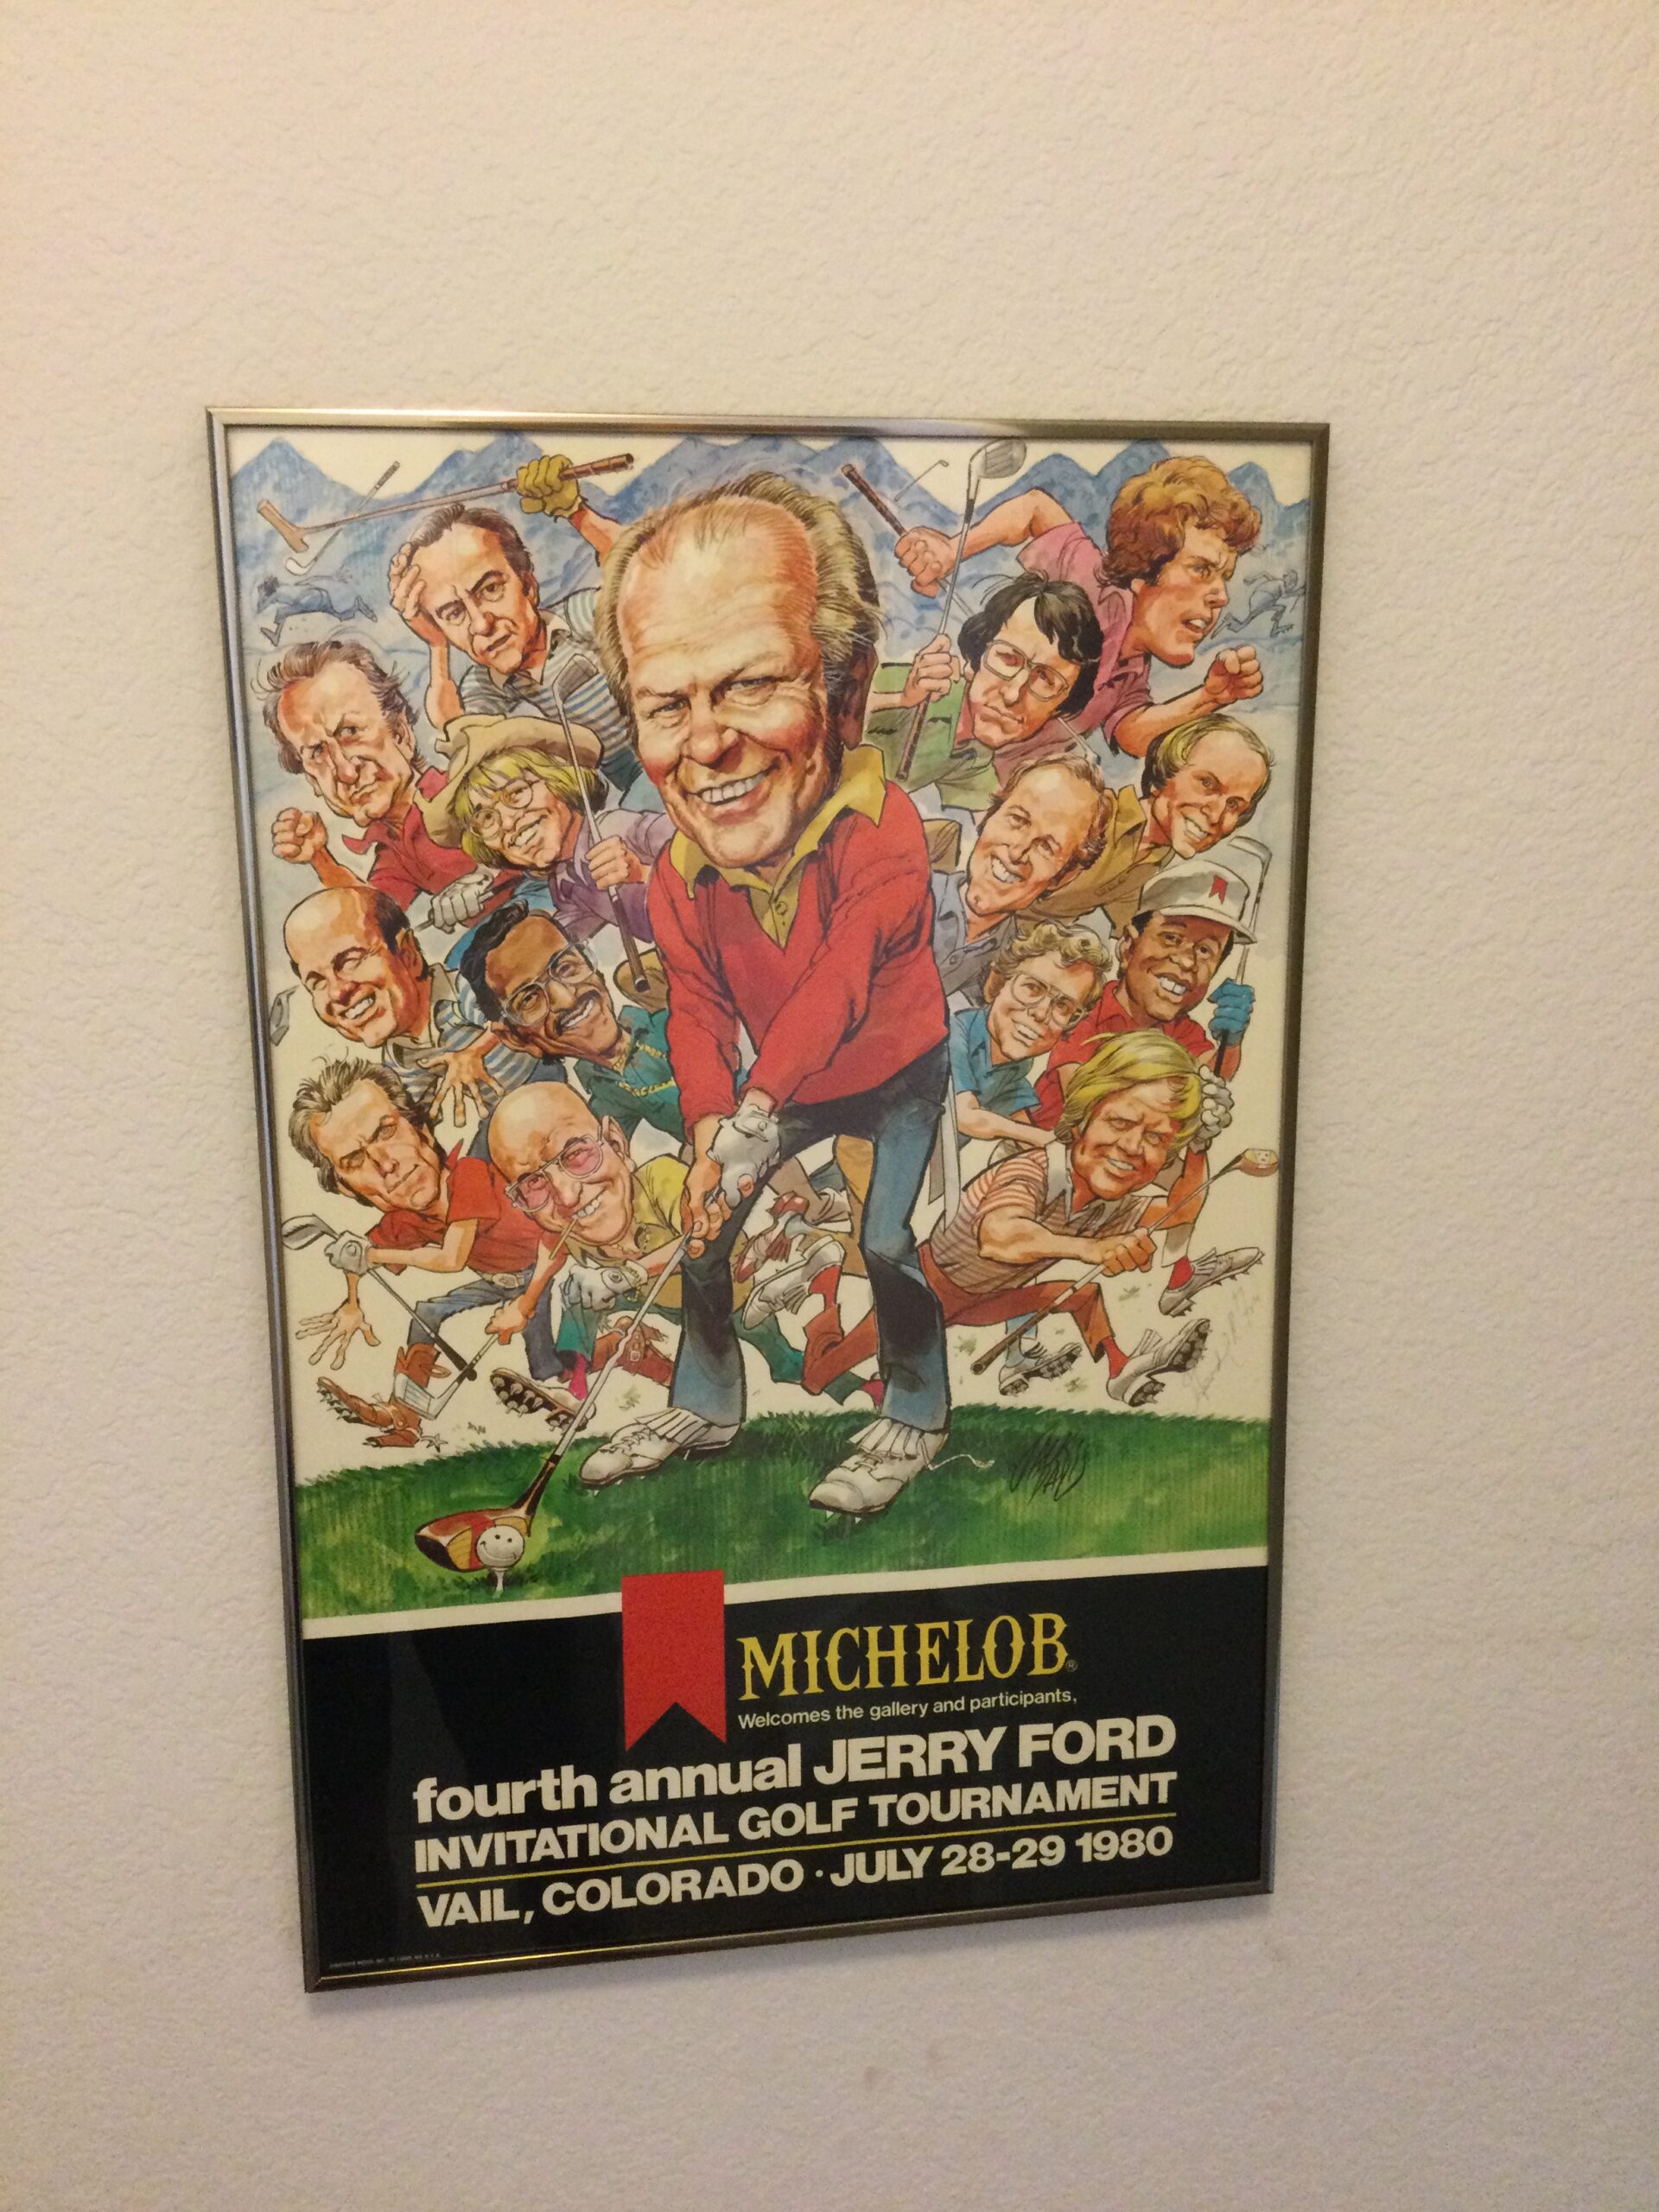 MICHELOB®
Welcomes the gallery and participants,
fourth annual JERRY FORD
INVITATIONAL GOLF TOURNAMENT
VAIL, COLORADO · JULY 28-29 1980